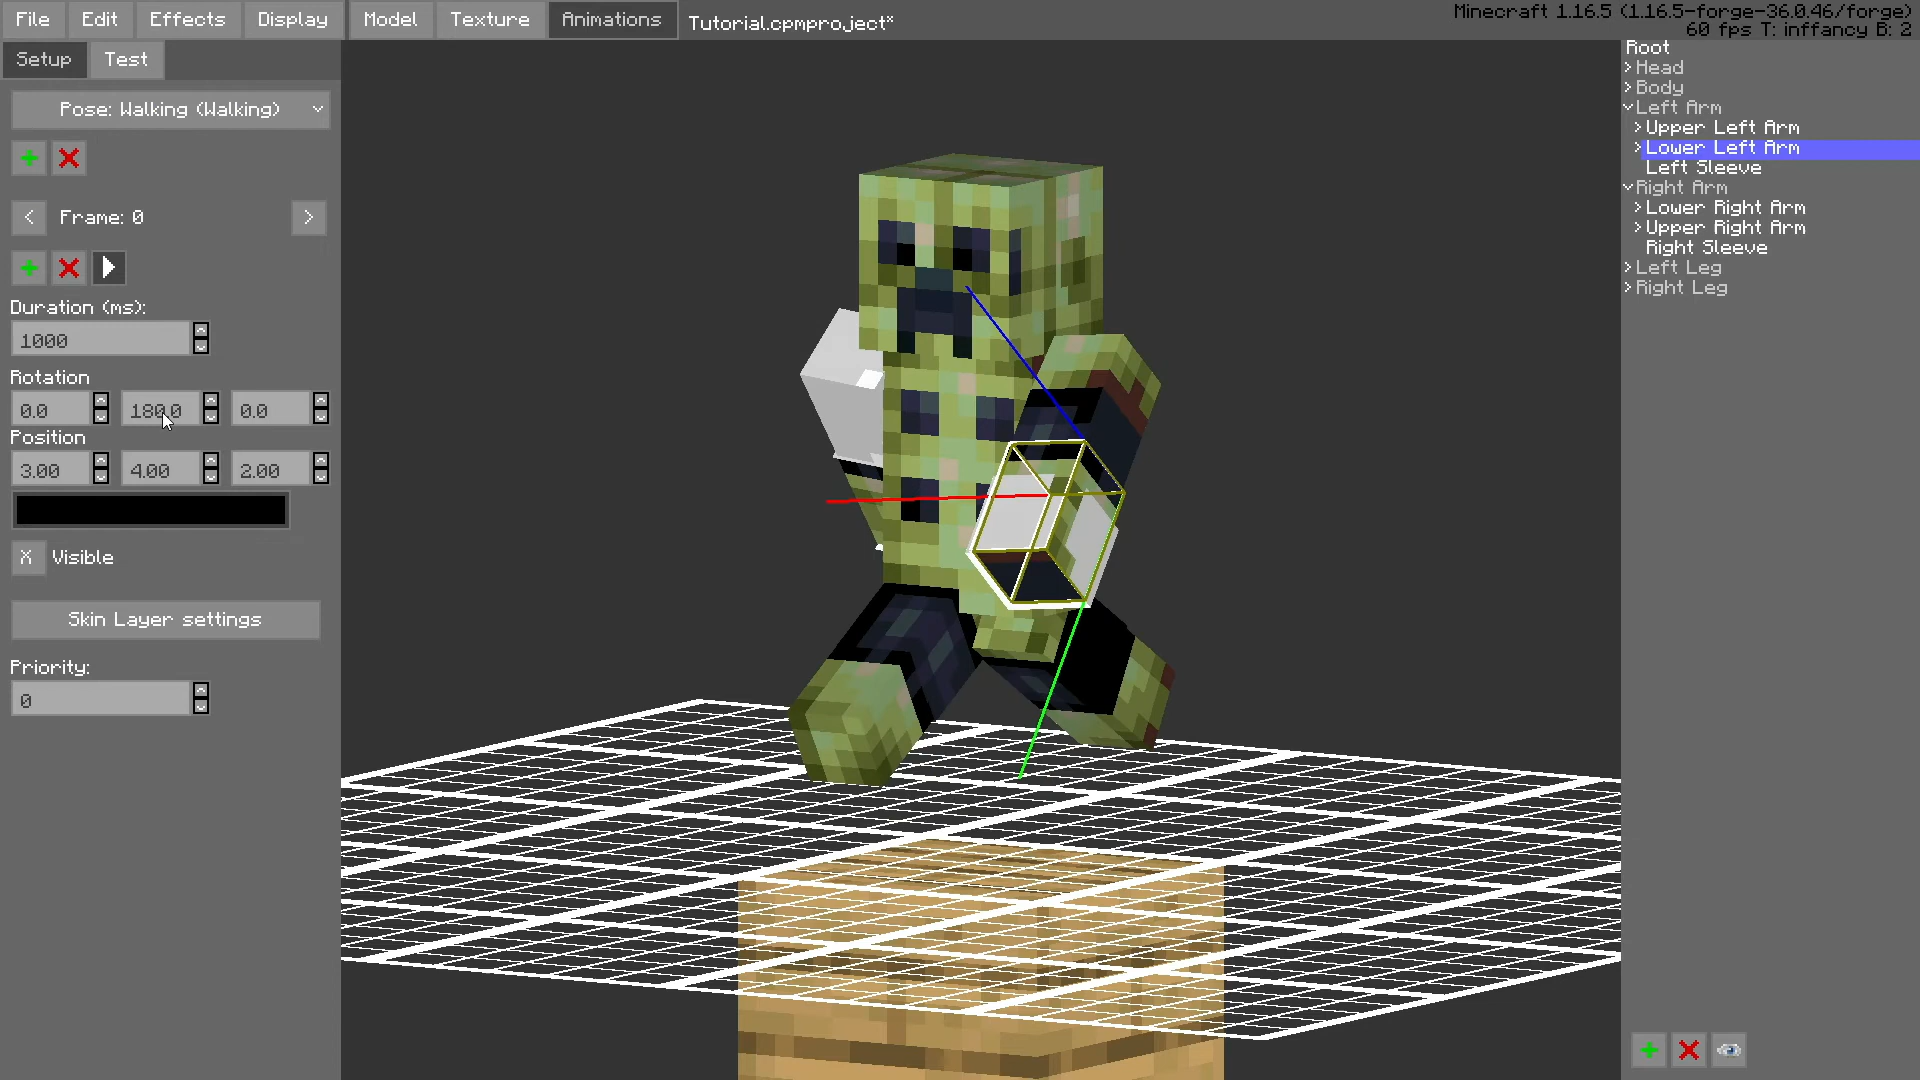 File Edit Effects Display Model Texture Animations Tutorial.cpmproject*
Minecraft 1.16.5 (1.16.5-forge-36.0.46/forge)
60 fps T: inffancy B: 2
Setup Test
Pose: Walking (Walking)
Frame: 0
Duration (ms):
1000
Rotation
0.0 180.0 0.0
Position
3.00 4.00 2.00
X Visible
Skin Layer settings
Priority:
0
Root
Head
Body
Left Arm
Upper Left Arm
Lower Left Arm
Left Sleeve
Right Arm
Lower Right Arm
Upper Right Arm
Right Sleeve
Left Leg
Right Leg